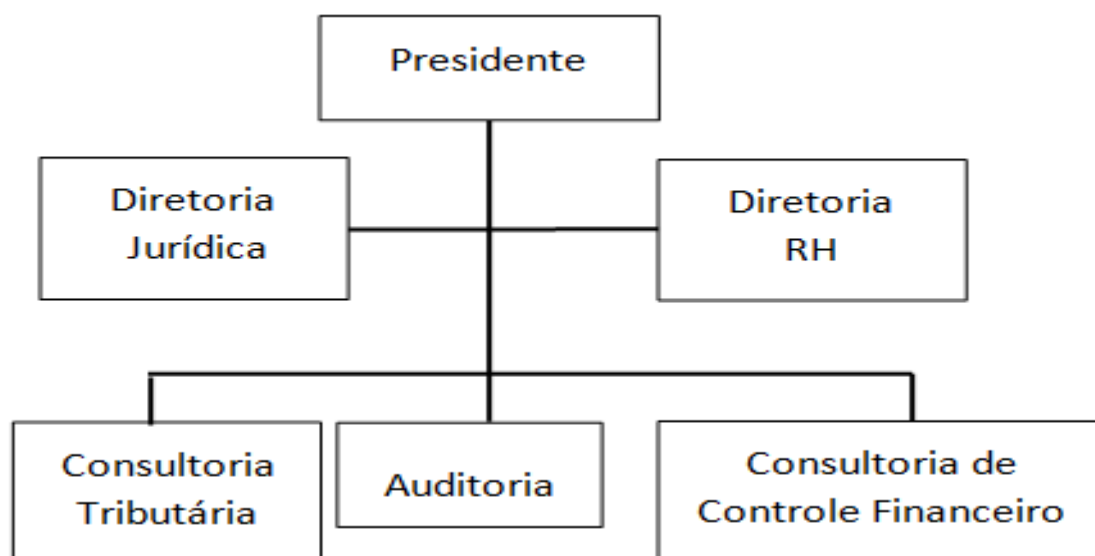 Presidente
Diretoria
Jurídica
Diretoria
RH
Consultoria
Tributária
Auditoria
Consultoria de
Controle Financeiro